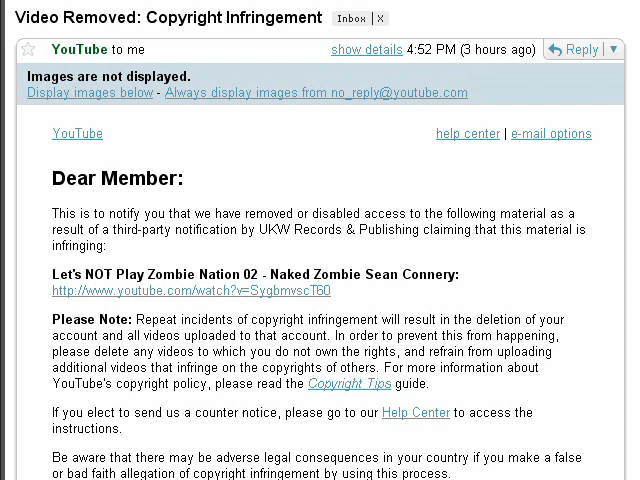 Video Removed: Copyright Infringement Inbox | X
YouTube to me show details 4:52 PM (3 hours ago) Reply
Images are not displayed.
Display images below - Always display images from no_reply@youtube.com
YouTube help center | e-mail options
Dear Member:
This is to notify you that we have removed or disabled access to the following material as a
result of a third-party notification by UKW Records & Publishing claiming that this material is
infringing:
Let's NOT Play Zombie Nation 02 - Naked Zombie Sean Connery:
http://www.youtube.com/watch?v=SygbmvscT60
Please Note: Repeat incidents of copyright infringement will result in the deletion of your
account and all videos uploaded to that account. In order to prevent this from happening,
please delete any videos to which you do not own the rights, and refrain from uploading
additional videos that infringe on the copyrights of others. For more information about
YouTube's copyright policy, please read the Copyright Tips guide.
If you elect to send us a counter notice, please go to our Help Center to access the
instructions.
Be aware that there may be adverse legal consequences in your country if you make a false
or bad faith allegation of copyright infringement by using this process.